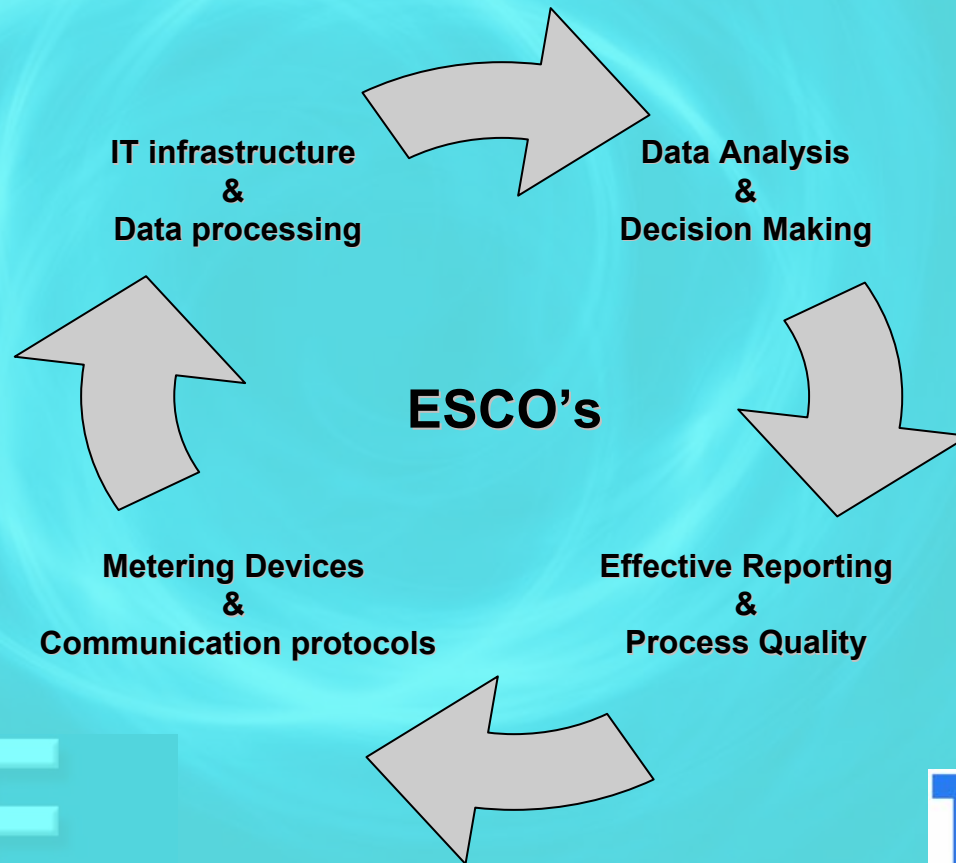 IT infrastructure
&
Data processing
Data Analysis
&
Decision Making
ESCO’s
Metering Devices
&
Communication protocols
Effective Reporting
&
Process Quality